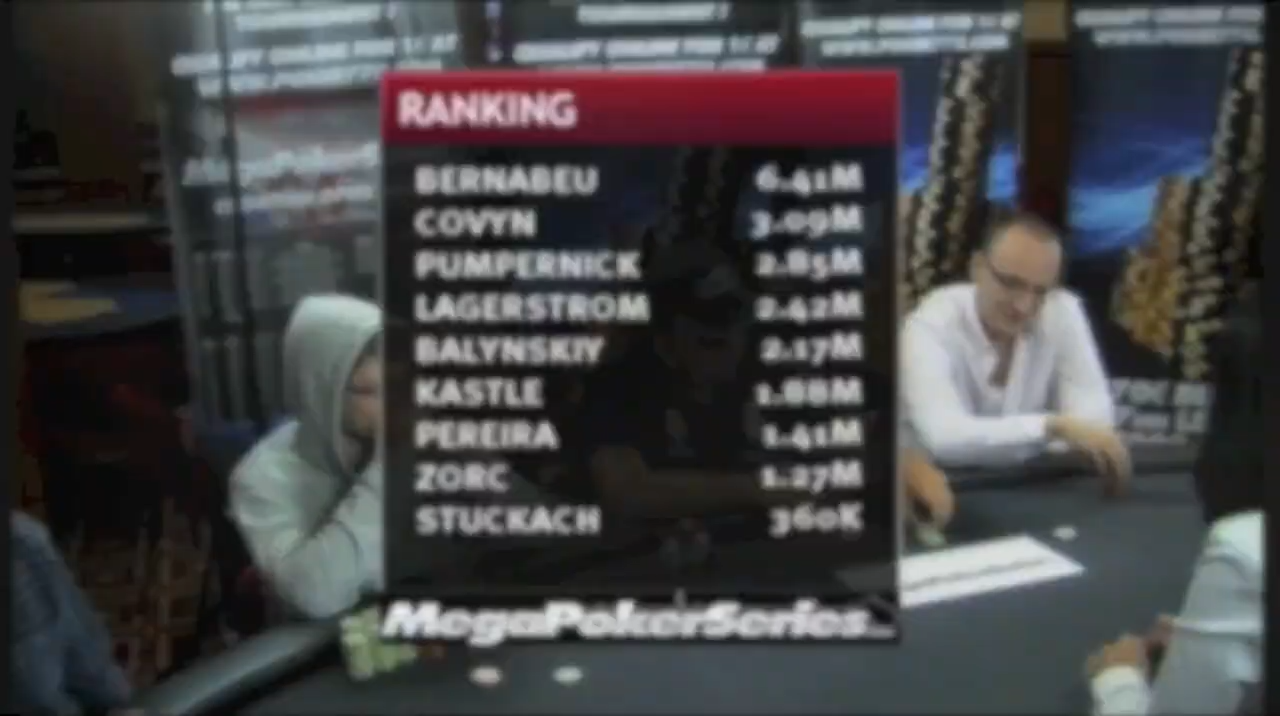 RANKING
BERNABEU 6.41M
COVYN 3.09M
PUMPERNICK 2.85M
LAGERSTROM 2.42M
BALYNSKIY 2.17M
KASTLE 1.88M
PEREIRA 1.41M
ZORC 1.27M
STUCKACH 360K
MegaPokerSeries